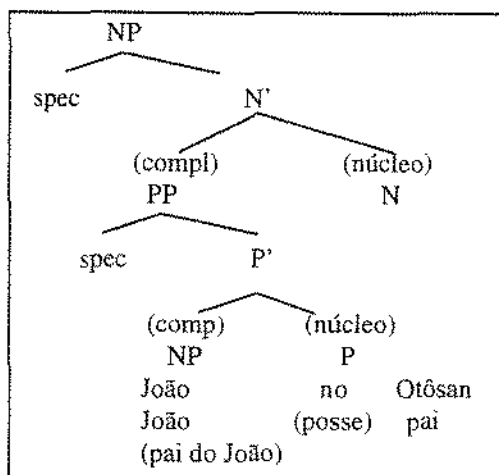 NP
spec
N'
(compl) (núcleo)
PP N
spec P'
(comp) (núcleo)
NP P
João no Otôsan
João (posse) pai
(pai do João)